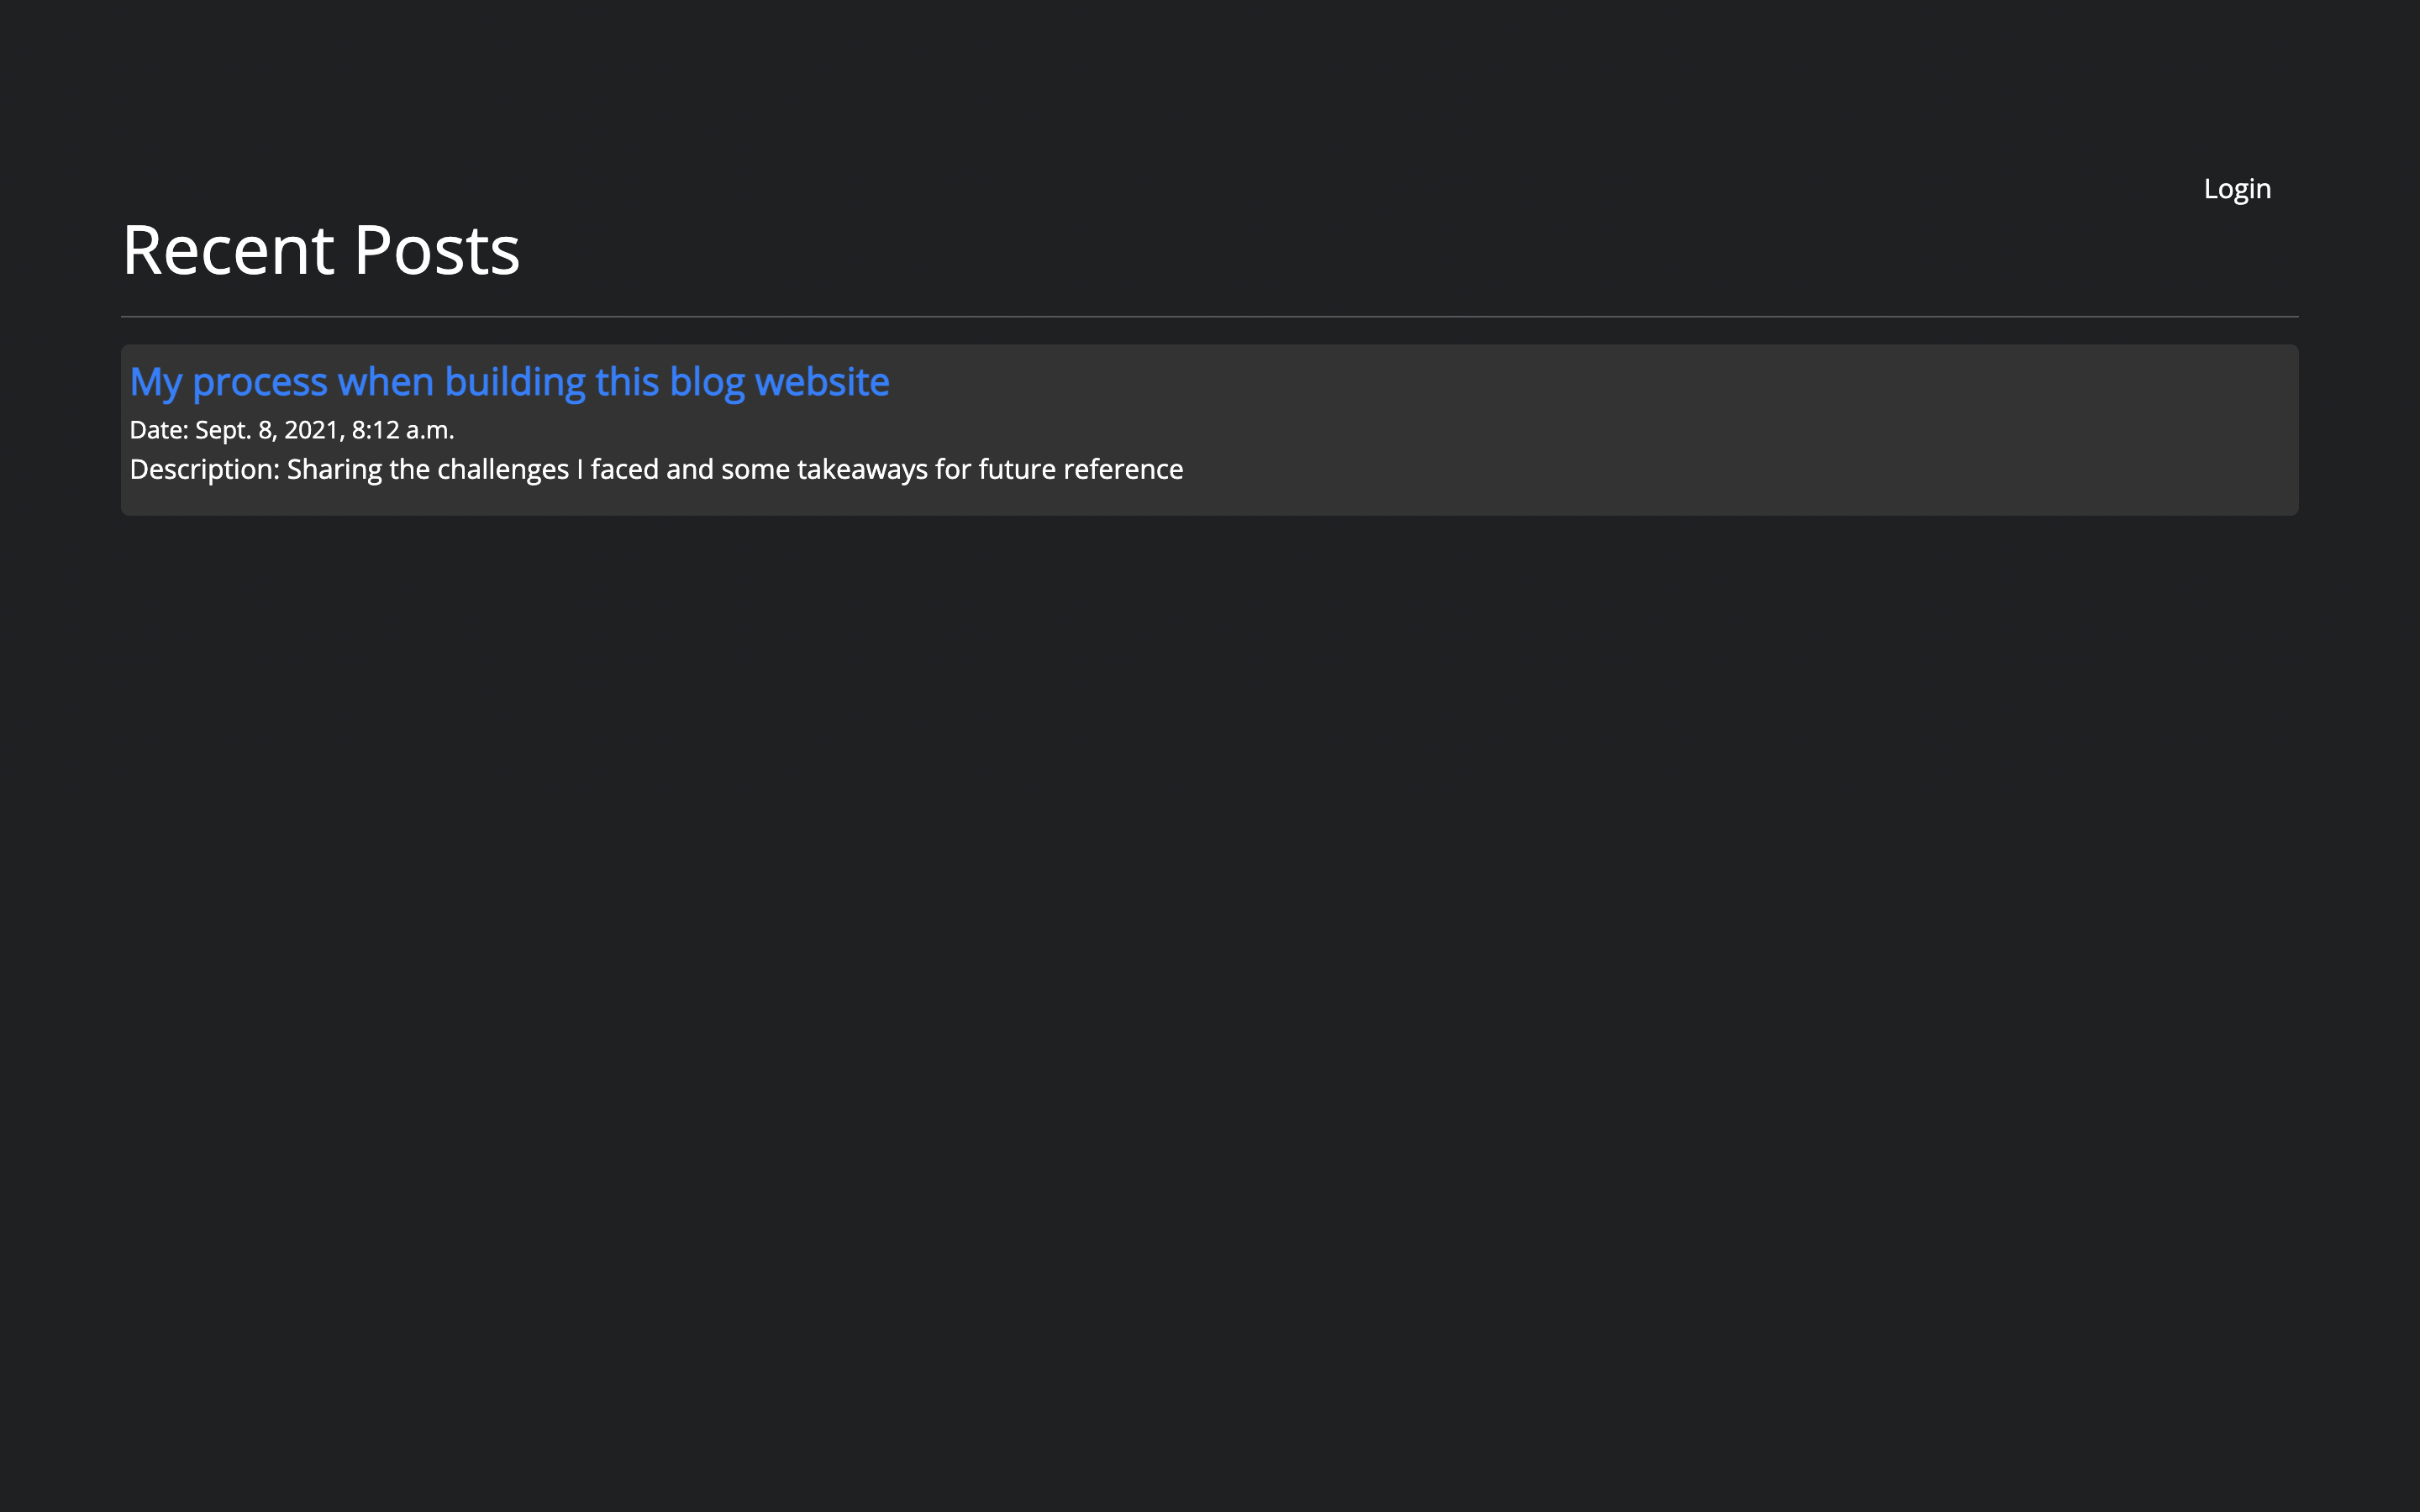 Login
Recent Posts
My process when building this blog website
Date: Sept. 8, 2021, 8:12 a.m.
Description: Sharing the challenges I faced and some takeaways for future reference